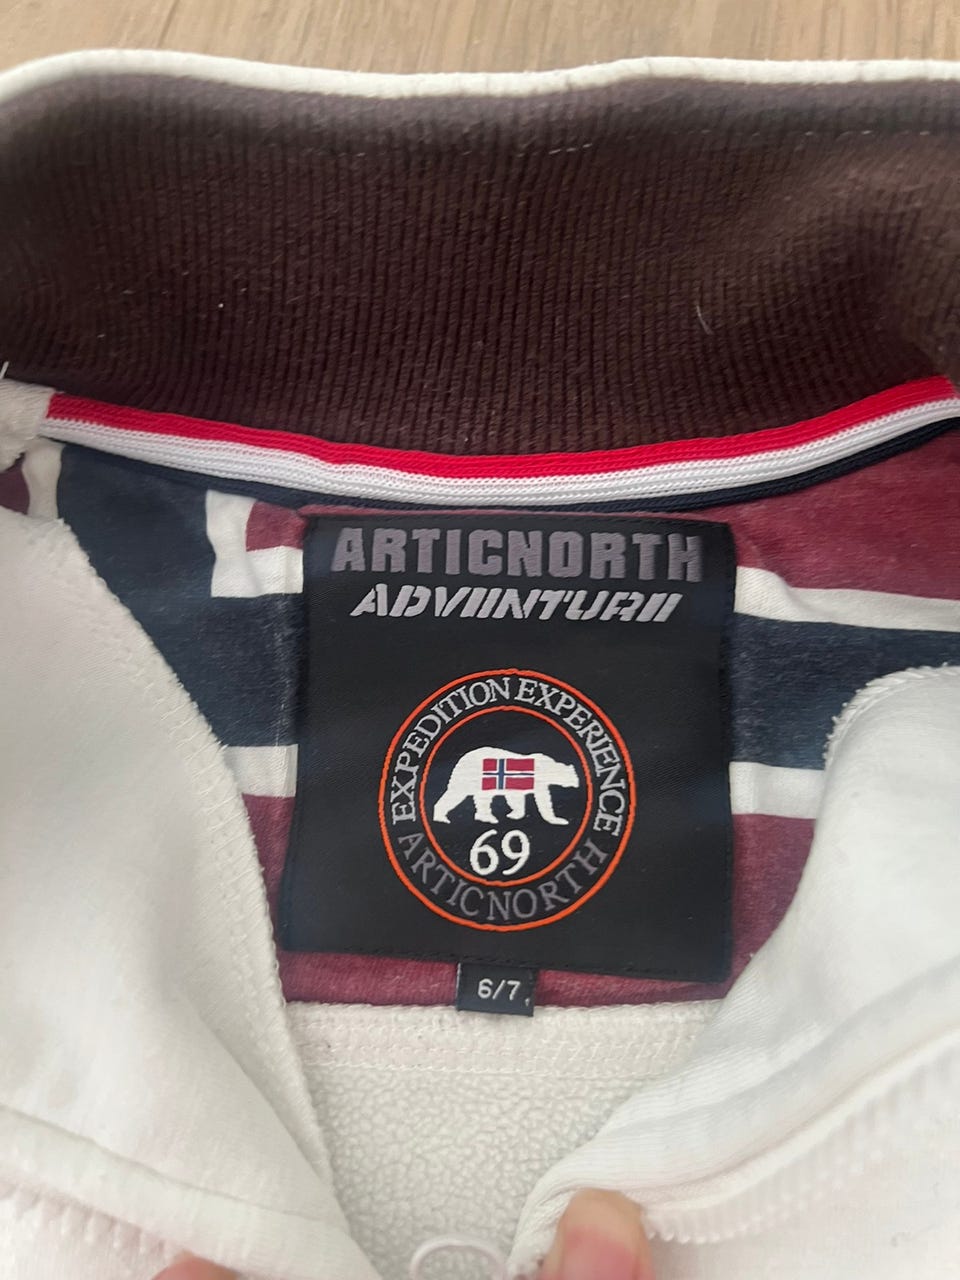 ARTICNORTH
ADVIINTURII
EXPEDITION EXPERIENCE
69
ARTICNORTH
6/7